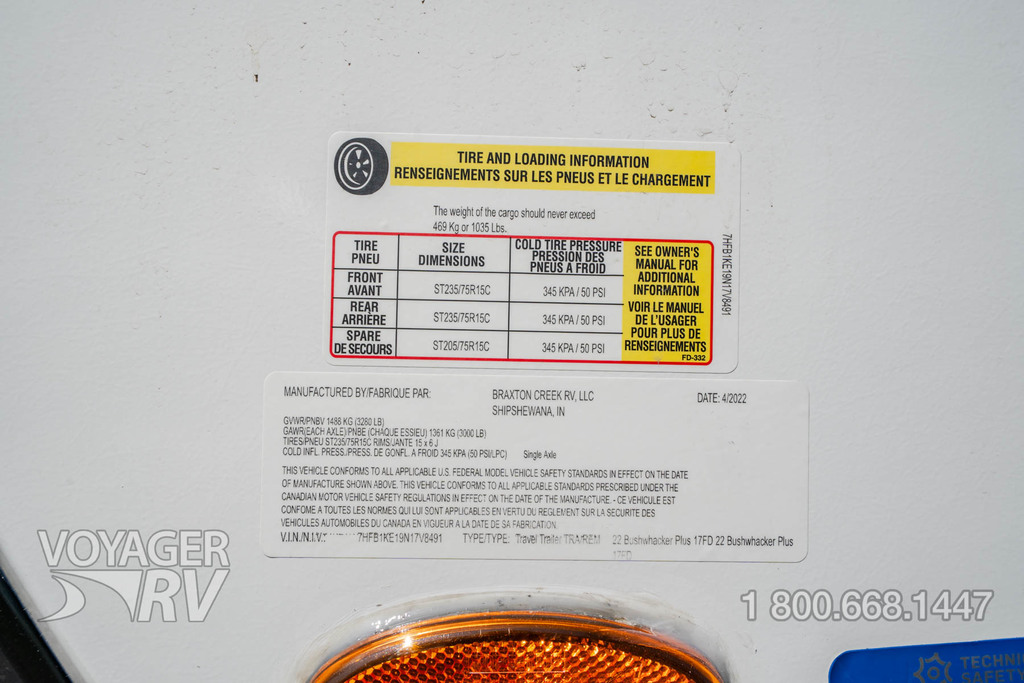 TIRE AND LOADING INFORMATION
RENSEIGNEMENTS SUR LES PNEUS ET LE CHARGEMENT
The weight of the cargo should never exceed
469 Kg or 1035 Lbs.
TIRE PNEU
SIZE DIMENSIONS
COLD TIRE PRESSURE PRESSION DES PNEUS A FROID
FRONT AVANT ST235/75R15C 345 KPA / 50 PSI
REAR ARRIÈRE ST235/75R15C 345 KPA / 50 PSI
SPARE DE SECOURS ST205/75R15C 345 KPA / 50 PSI
SEE OWNER'S
MANUAL FOR
ADDITIONAL
INFORMATION
VOIR LE MANUEL
DE L'USAGER
POUR PLUS DE
RENSEIGNEMENTS
FD-332
7HFB1KE19N17V8491
MANUFACTURED BY/FABRIQUE PAR: BRAXTON CREEK RV, LLC DATE: 4/2022
SHIPSHEWANA, IN
GVWR/PNBV 1488 KG (3280 LB)
GAWR(EACH AXLE)/PNBE (CHAQUE ESSIEU) 1361 KG (3000 LB)
TIRES/PNEU ST235/75R15C RIMS/JANTE 15 x 6 J
COLD INFL. PRESS./PRESS. DE GONFL. A FROID 345 KPA (50 PSI/LPC) Single Axle
THIS VEHICLE CONFORMS TO ALL APPLICABLE U.S. FEDERAL MODEL VEHICLE SAFETY STANDARDS IN EFFECT ON THE DATE
OF MANUFACTURE SHOWN ABOVE. THIS VEHICLE CONFORMS TO ALL APPLICABLE STANDARDS PRESCRIBED UNDER THE
CANADIAN MOTOR VEHICLE SAFETY REGULATIONS IN EFFECT ON THE DATE OF THE MANUFACTURE. - CE VEHICULE EST
CONFOME A TOUTES LES NORMES QUI LUI SONT APPLICABLES EN VERTU DU REGLEMENT SUR LA SECURITE DES
VEHICULES AUTOMOBILES DU CANADA EN VIGUEUR A LA DATE DE SA FABRICATION.
V.I.N./N.I.V.: 7HFB1KE19N17V8491 TYPE/TYPE: Travel Trailer TRA/REM 22 Bushwhacker Plus 17FD 22 Bushwhacker Plus
17FD
VOYAGER
RV
1 800.668.1447
TECHNIC
SAFETY